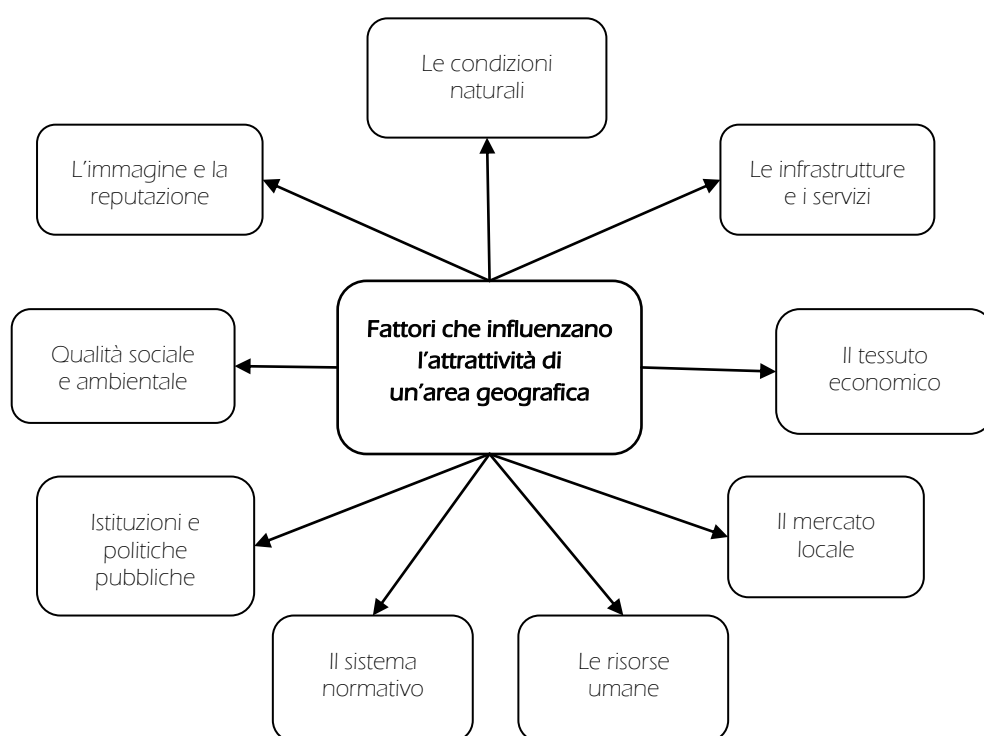 Le condizioni
naturali
L'immagine e la
reputazione
Le infrastrutture
e i servizi
Fattori che influenzano
l'attrattività di
un'area geografica
Qualità sociale
e ambientale
Il tessuto
economico
Istituzioni e
politiche
pubbliche
Il mercato
locale
Il sistema
normativo
Le risorse
umane